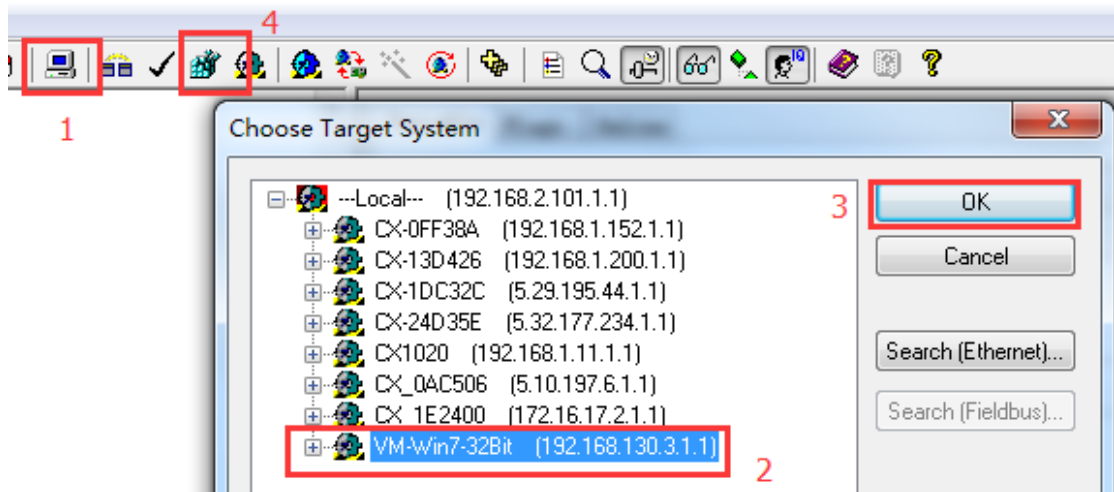 4
1
Choose Target System
---Local--- (192.168.2.101.1.1)
CX-0FF38A (192.168.1.152.1.1)
CX-13D426 (192.168.1.200.1.1)
CX-1DC32C (5.29.195.44.1.1)
CX-24D35E (5.32.177.234.1.1)
CX1020 (192.168.1.11.1.1)
CX_0AC506 (5.10.197.6.1.1)
CX_1E2400 (172.16.17.2.1.1)
VM-Win7-32Bit (192.168.130.3.1.1)
2
3
OK
Cancel
Search (Ethernet)...
Search (Fieldbus)...